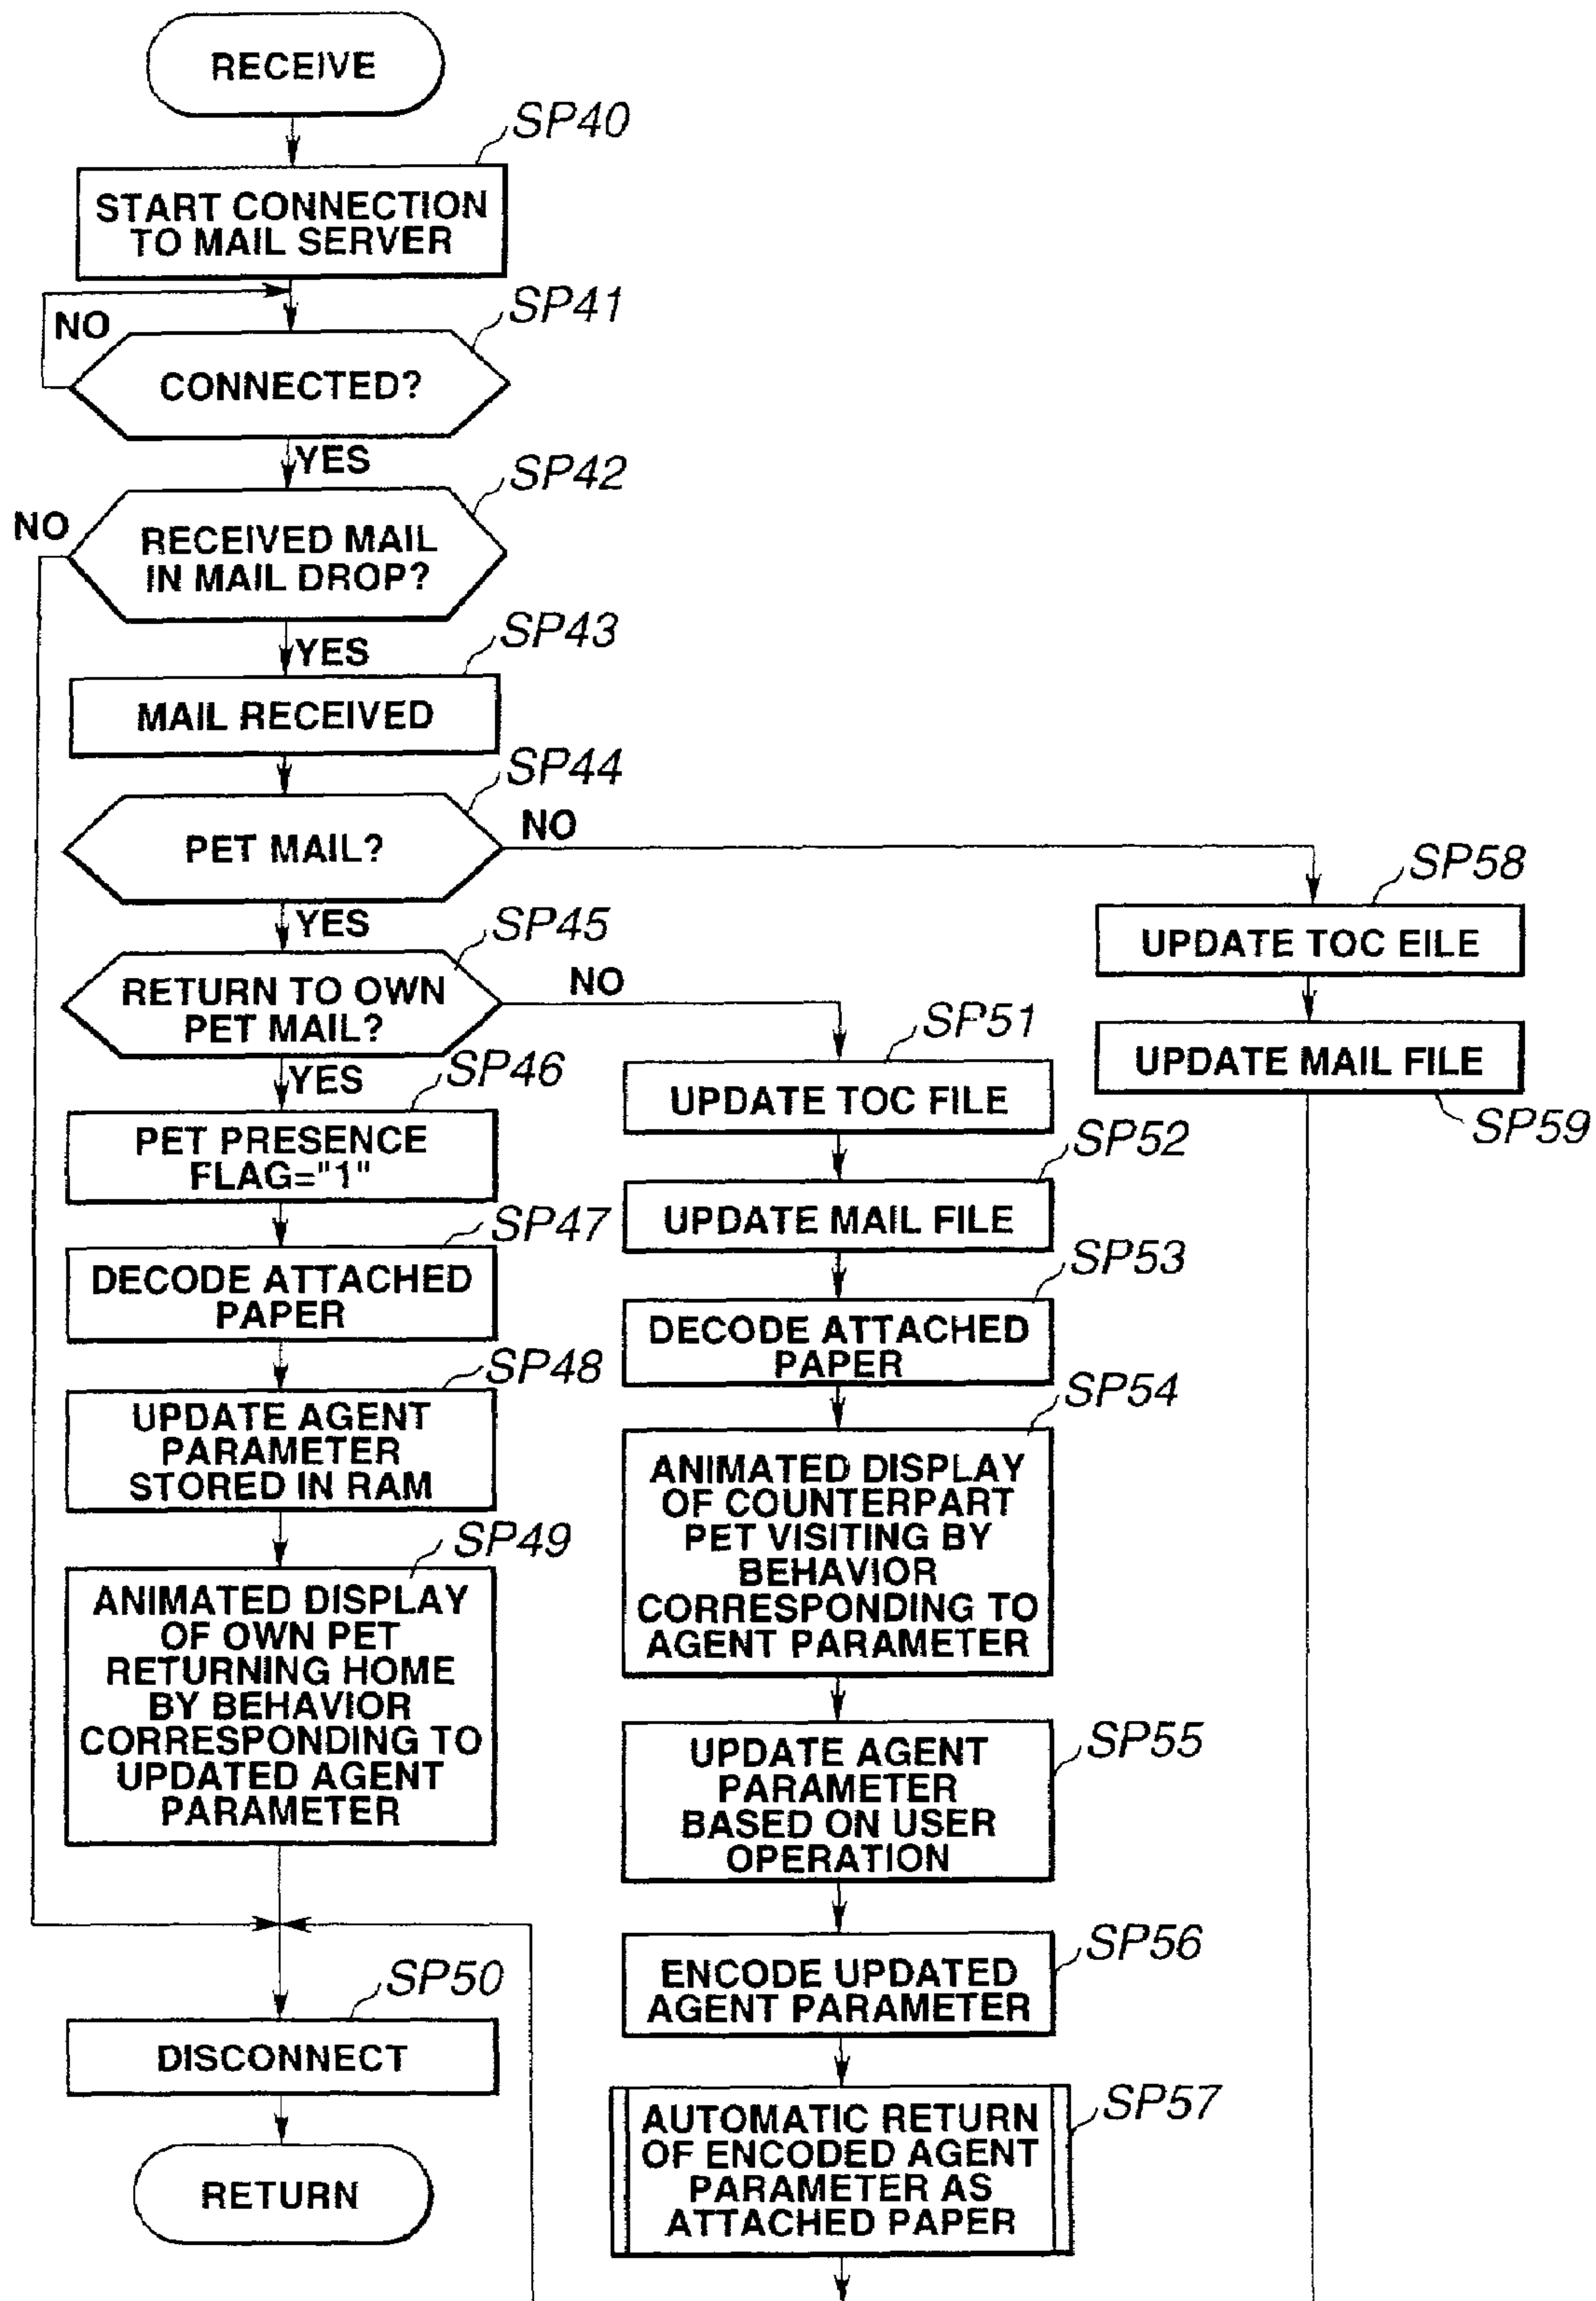 RECEIVE
SP40
START CONNECTION
TO MAIL SERVER
SP41
NO
CONNECTED?
YES
SP42
NO
RECEIVED MAIL
IN MAIL DROP?
YES
SP43
MAIL RECEIVED
SP44
PET MAIL?
NO
YES
SP45
RETURN TO OWN
PET MAIL?
NO
YES
SP46
PET PRESENCE
FLAG="1"
SP47
DECODE ATTACHED
PAPER
SP48
UPDATE AGENT
PARAMETER
STORED IN RAM
SP49
ANIMATED DISPLAY
OF OWN PET
RETURNING HOME
BY BEHAVIOR
CORRESPONDING TO
UPDATED AGENT
PARAMETER
SP50
DISCONNECT
RETURN
SP51
UPDATE TOC FILE
SP52
UPDATE MAIL FILE
SP53
DECODE ATTACHED
PAPER
SP54
ANIMATED DISPLAY
OF COUNTERPART
PET VISITING BY
BEHAVIOR
CORRESPONDING TO
AGENT PARAMETER
SP55
UPDATE AGENT
PARAMETER
BASED ON USER
OPERATION
SP56
ENCODE UPDATED
AGENT PARAMETER
SP57
AUTOMATIC RETURN
OF ENCODED AGENT
PARAMETER AS
ATTACHED PAPER
SP58
UPDATE TOC EILE
UPDATE MAIL FILE
SP59